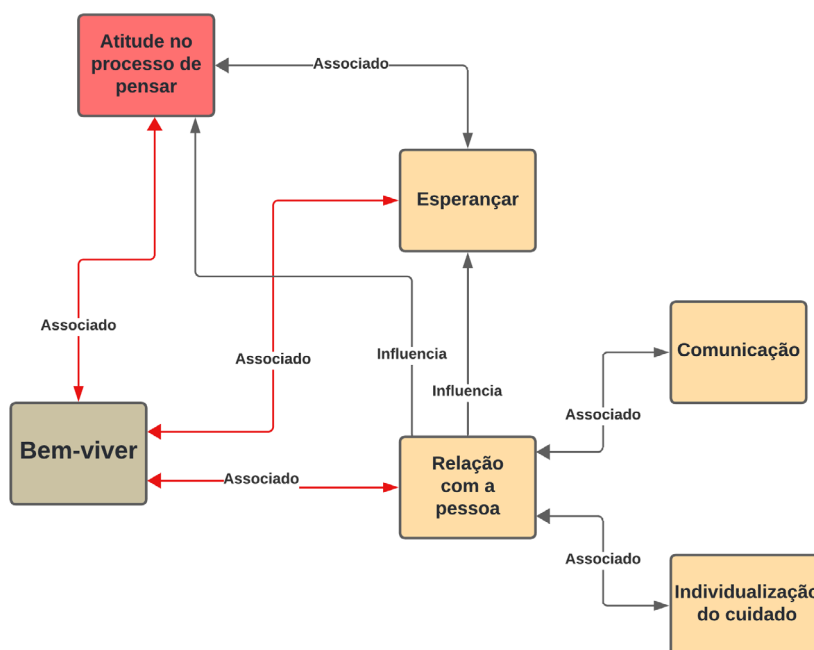 Atitude no
processo de
pensar
Associado
Esperançar
Associado
Associado
Influencia
Influencia
Comunicação
Associado
Bem-viver
Associado
Relação
com a
pessoa
Associado
Individualização
do cuidado